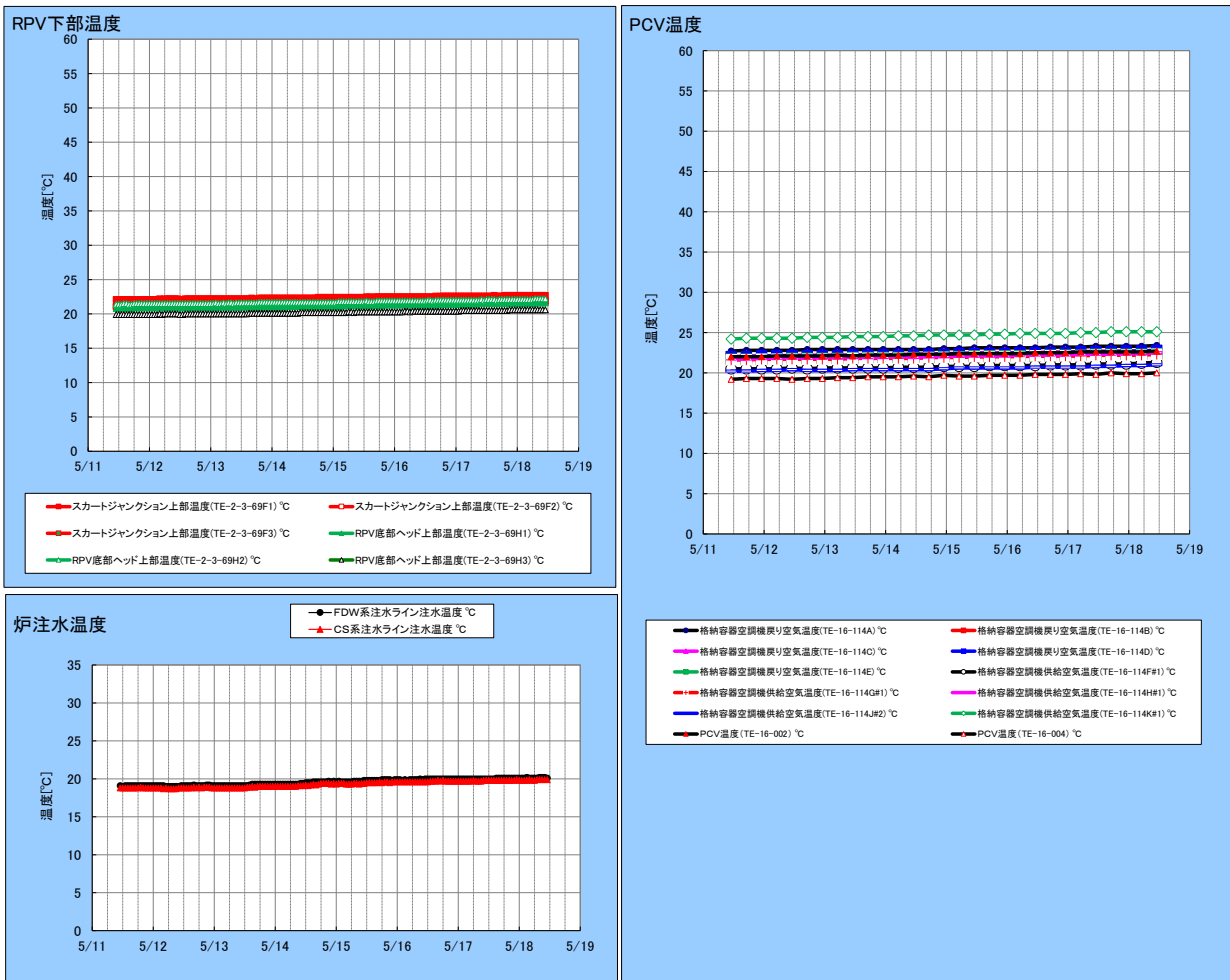 RPV下部温度
60
55
50
45
40
35
30
25
20
15
10
5
0
温度[℃]
5/11 5/12 5/13 5/14 5/15 5/16 5/17 5/18 5/19
スカートジャンクション上部温度(TE-2-3-69F1) ℃ スカートジャンクション上部温度(TE-2-3-69F2) ℃
スカートジャンクション上部温度(TE-2-3-69F3) ℃ RPV底部ヘッド上部温度(TE-2-3-69H1) ℃
RPV底部ヘッド上部温度(TE-2-3-69H2) ℃ RPV底部ヘッド上部温度(TE-2-3-69H3) ℃
炉注水温度
FDW系注水ライン注水温度 ℃
CS系注水ライン注水温度 ℃
35
30
25
20
15
10
5
0
温度[℃]
5/11 5/12 5/13 5/14 5/15 5/16 5/17 5/18 5/19
PCV温度
60
55
50
45
40
35
30
25
20
15
10
5
0
温度[℃]
5/11 5/12 5/13 5/14 5/15 5/16 5/17 5/18 5/19
格納容器空調機戻り空気温度(TE-16-114A) ℃ 格納容器空調機戻り空気温度(TE-16-114B) ℃
格納容器空調機戻り空気温度(TE-16-114C) ℃ 格納容器空調機戻り空気温度(TE-16-114D) ℃
格納容器空調機戻り空気温度(TE-16-114E) ℃ 格納容器空調機供給空気温度(TE-16-114F#1) ℃
格納容器空調機供給空気温度(TE-16-114G#1) ℃ 格納容器空調機供給空気温度(TE-16-114H#1) ℃
格納容器空調機供給空気温度(TE-16-114J#2) ℃ 格納容器空調機供給空気温度(TE-16-114K#1) ℃
PCV温度(TE-16-002) ℃ PCV温度(TE-16-004) ℃